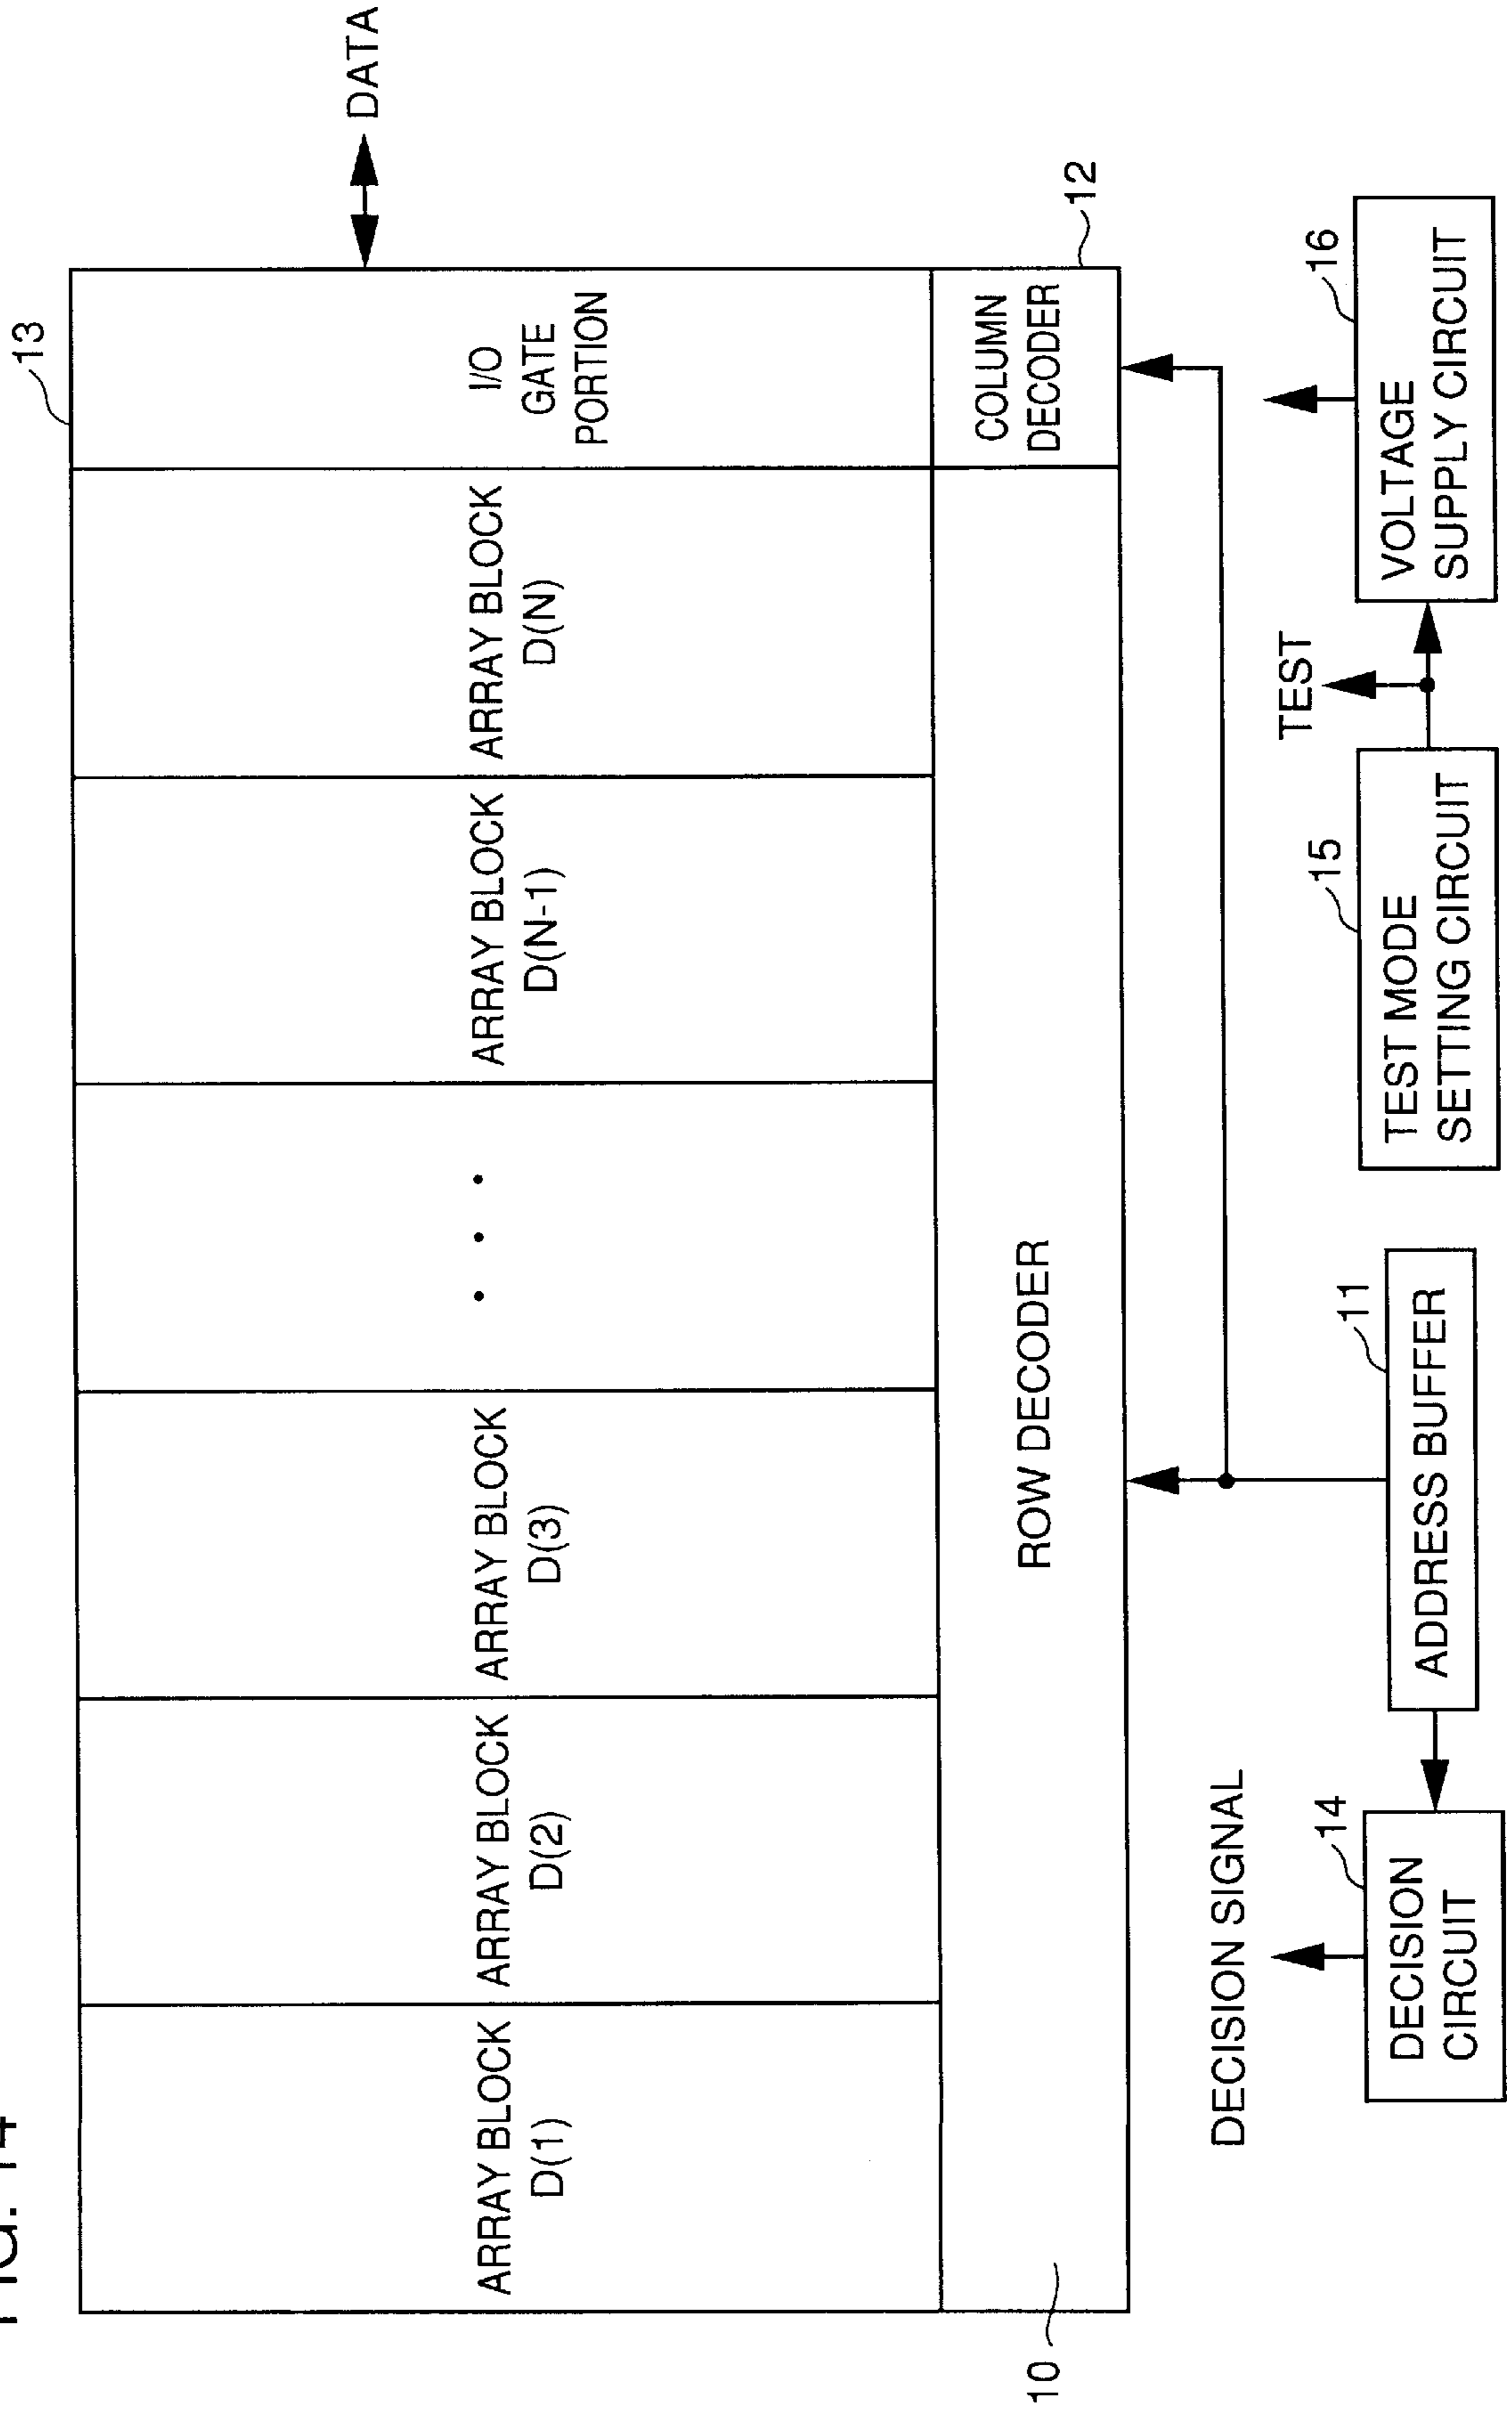 13
DATA
ARRAY BLOCK
D(1)
ARRAY BLOCK
D(2)
ARRAY BLOCK
D(3)
• • •
ARRAY BLOCK
D(N-1)
ARRAY BLOCK
D(N)
I/O
GATE
PORTION
10
ROW DECODER
COLUMN
DECODER
12
DECISION SIGNAL
14
DECISION
CIRCUIT
11
ADDRESS BUFFER
15
TEST MODE
SETTING CIRCUIT
TEST
16
VOLTAGE
SUPPLY CIRCUIT